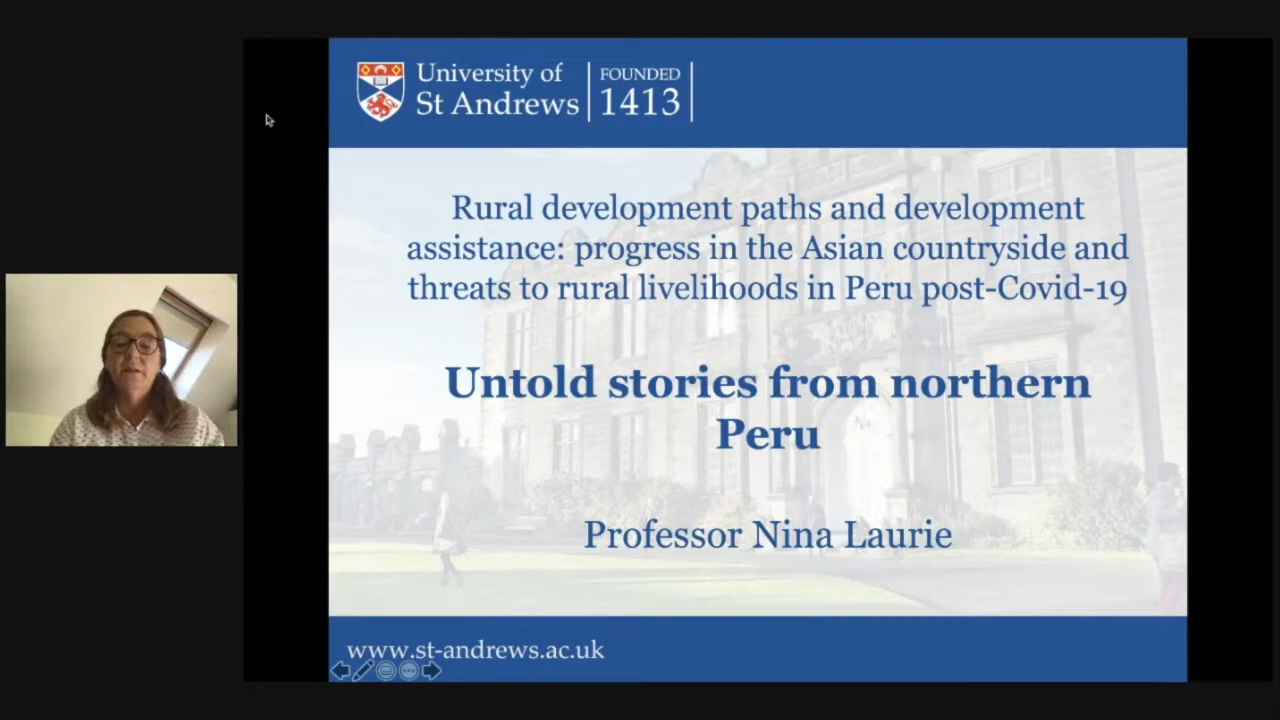 University of
St Andrews
FOUNDED
1413
Rural development paths and development
assistance: progress in the Asian countryside and
threats to rural livelihoods in Peru post-Covid-19
Untold stories from northern
Peru
Professor Nina Laurie
www.st-andrews.ac.uk